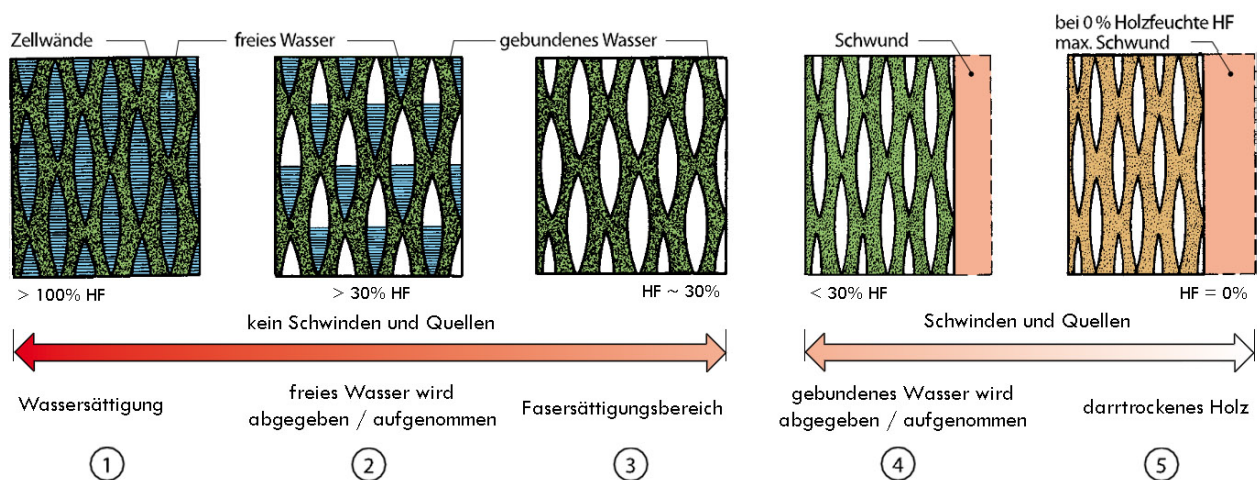 Zellwände
freies Wasser
gebundenes Wasser
Schwund
bei 0 % Holzfeuchte HF
max. Schwund
> 100% HF
> 30% HF
HF ~ 30%
< 30% HF
HF = 0%
kein Schwinden und Quellen
Schwinden und Quellen
Wassersättigung
freies Wasser wird
abgegeben / aufgenommen
Fasersättigungsbereich
gebundenes Wasser wird
abgegeben / aufgenommen
darrtrockenes Holz
1
2
3
4
5